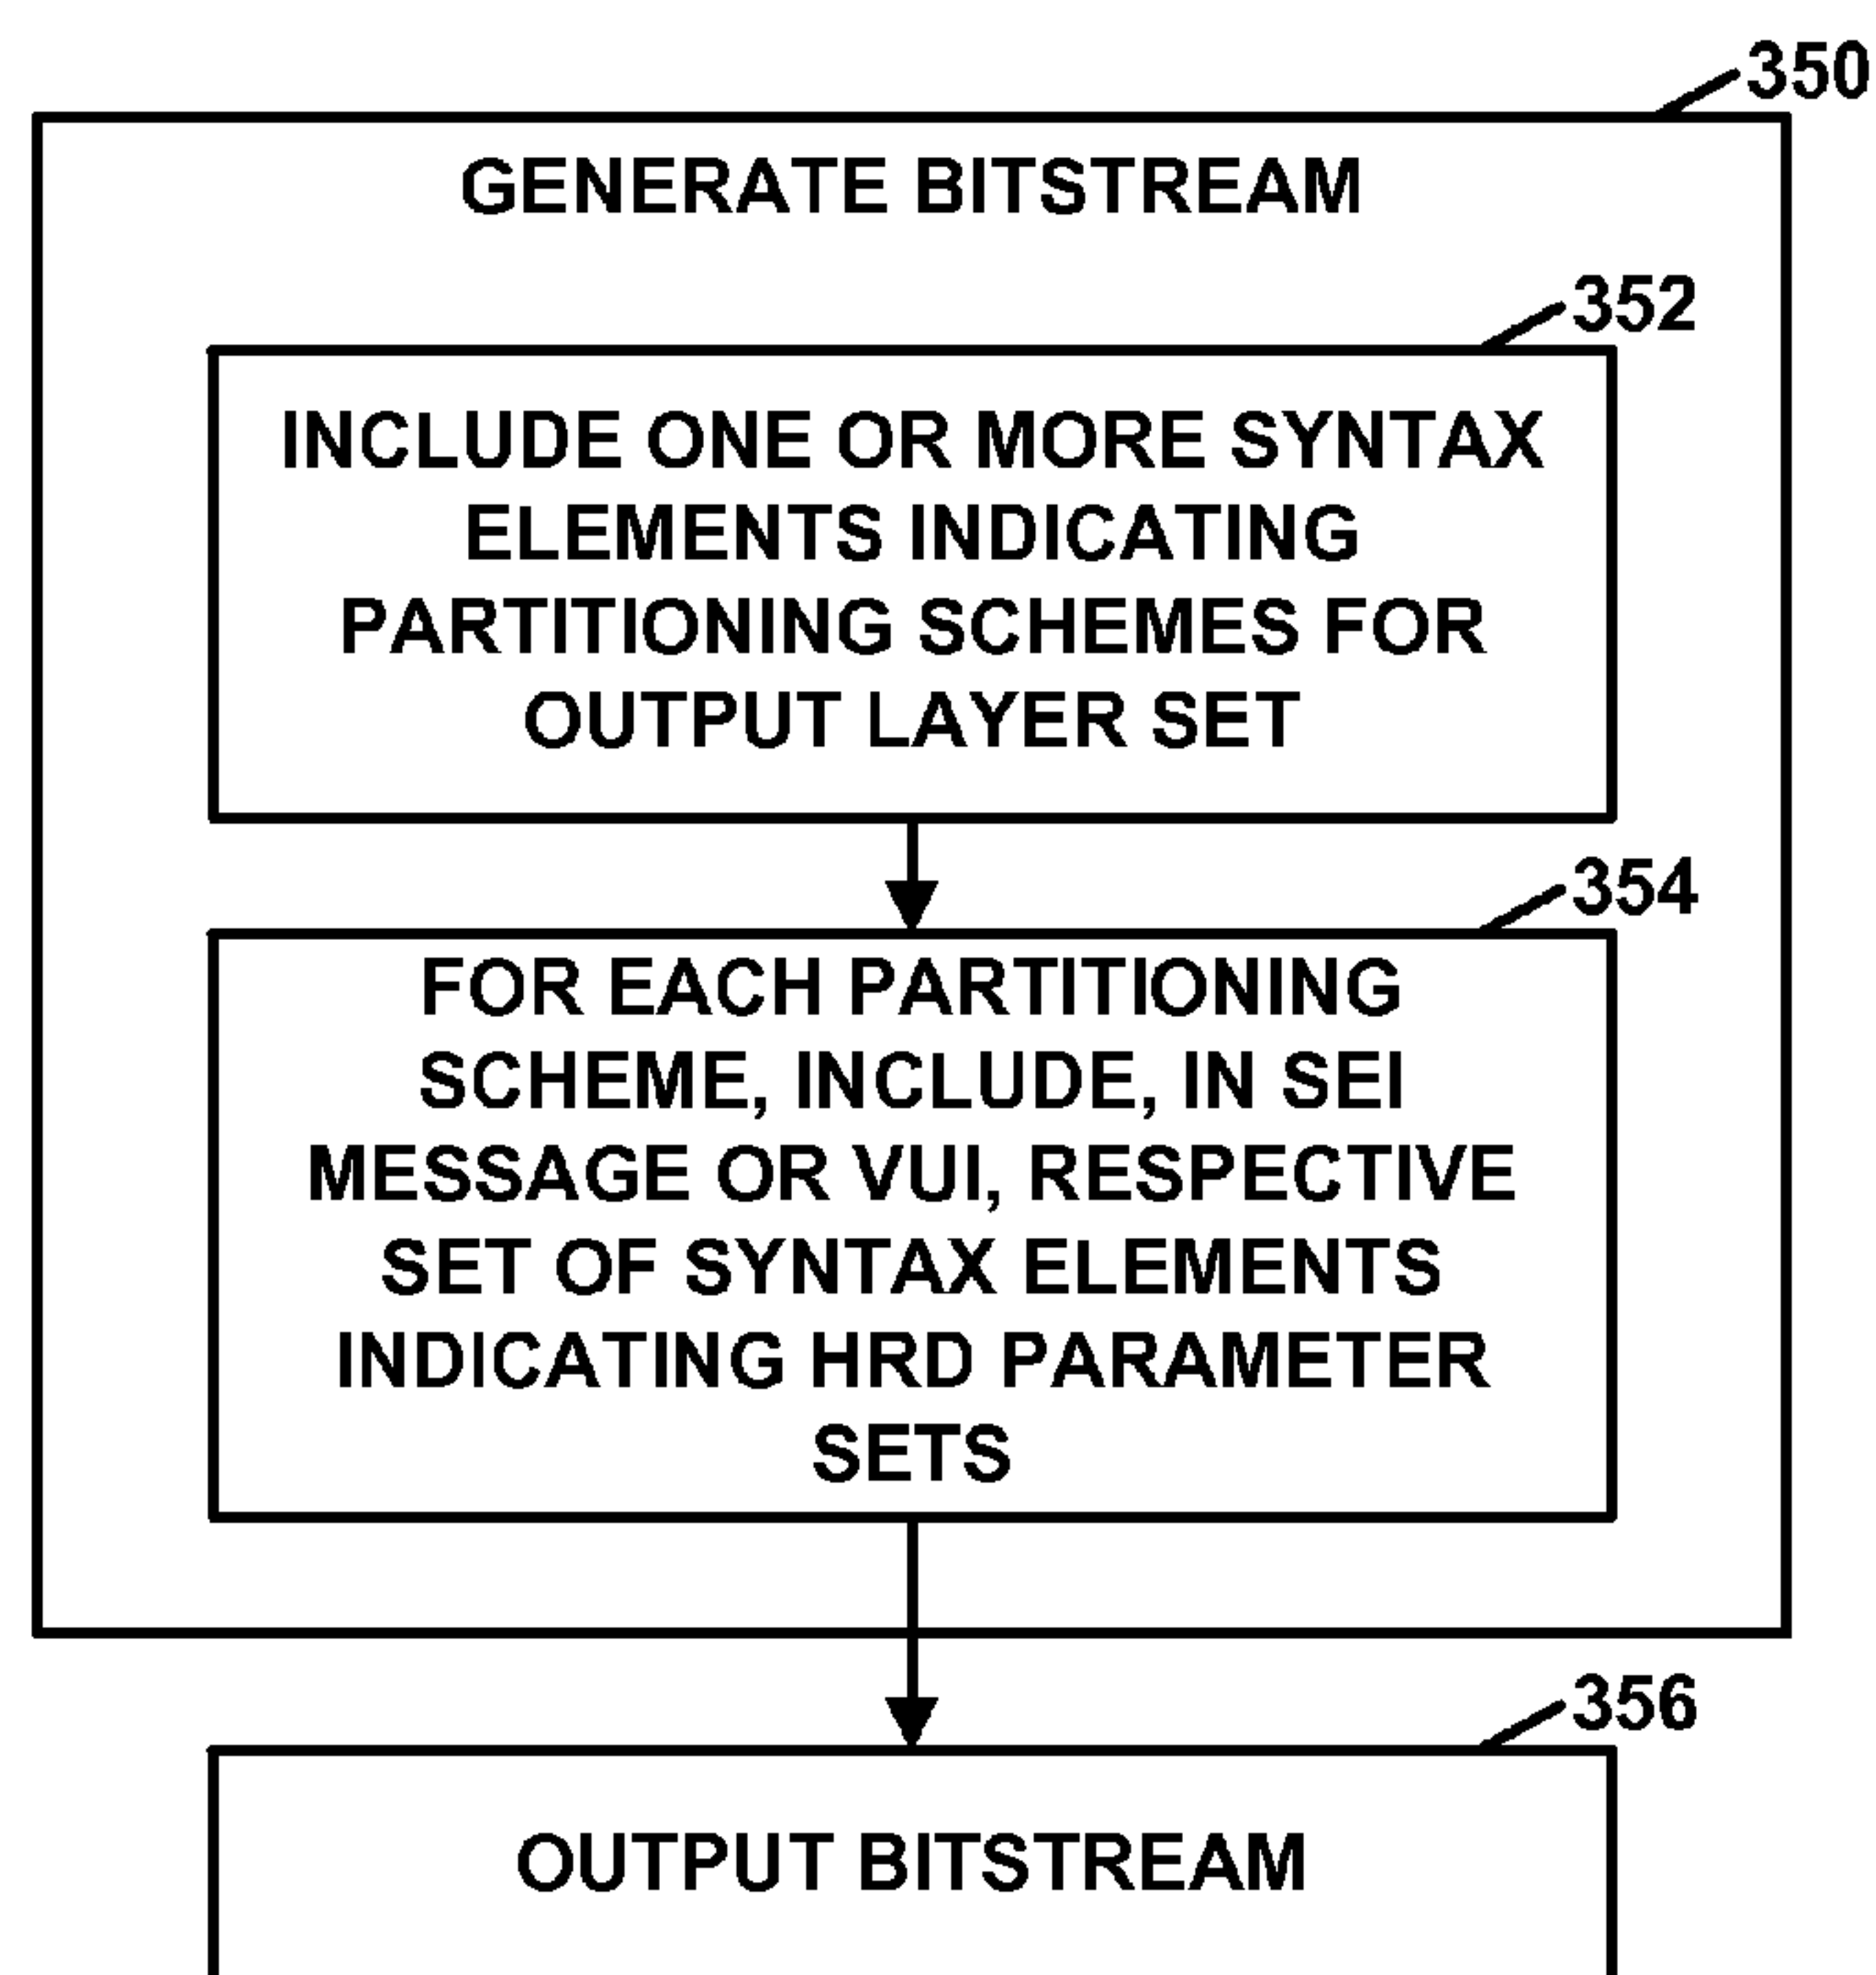 350
GENERATE BITSTREAM
352
INCLUDE ONE OR MORE SYNTAX
ELEMENTS INDICATING
PARTITIONING SCHEMES FOR
OUTPUT LAYER SET
354
FOR EACH PARTITIONING
SCHEME, INCLUDE, IN SEI
MESSAGE OR VUI, RESPECTIVE
SET OF SYNTAX ELEMENTS
INDICATING HRD PARAMETER
SETS
356
OUTPUT BITSTREAM